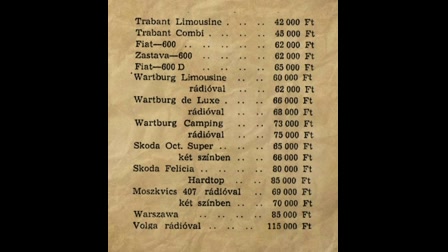 Trabant Limousine . .. .. 42 000 Ft
Trabant Combi . .. .. 45 000 Ft
Fiat—600 .. .. .. .. 62 000 Ft
Zastava—600 .. .. .. 62 000 Ft
Fiat—600 D .. .. .. 65 000 Ft
Wartburg Limousine .. 60 000 Ft
rádióval .. 62 000 Ft
Wartburg de Luxe . .. .. 66 000 Ft
rádióval .. 68 000 Ft
Wartburg Camping .. 73 000 Ft
rádióval .. 75 000 Ft
Skoda Oct. Super .. .. 65 000 Ft
két színben .. .. 66 000 Ft
Skoda Felicia .. .. .. 80 000 Ft
Hardtop .. .. 85 000 Ft
Moszkvics 407 rádióval .. 69 000 Ft
két színben .. .. 70 000 Ft
Warszawa .. .. .. .. 85 000 Ft
Volga rádióval .. .. .. 115 000 Ft